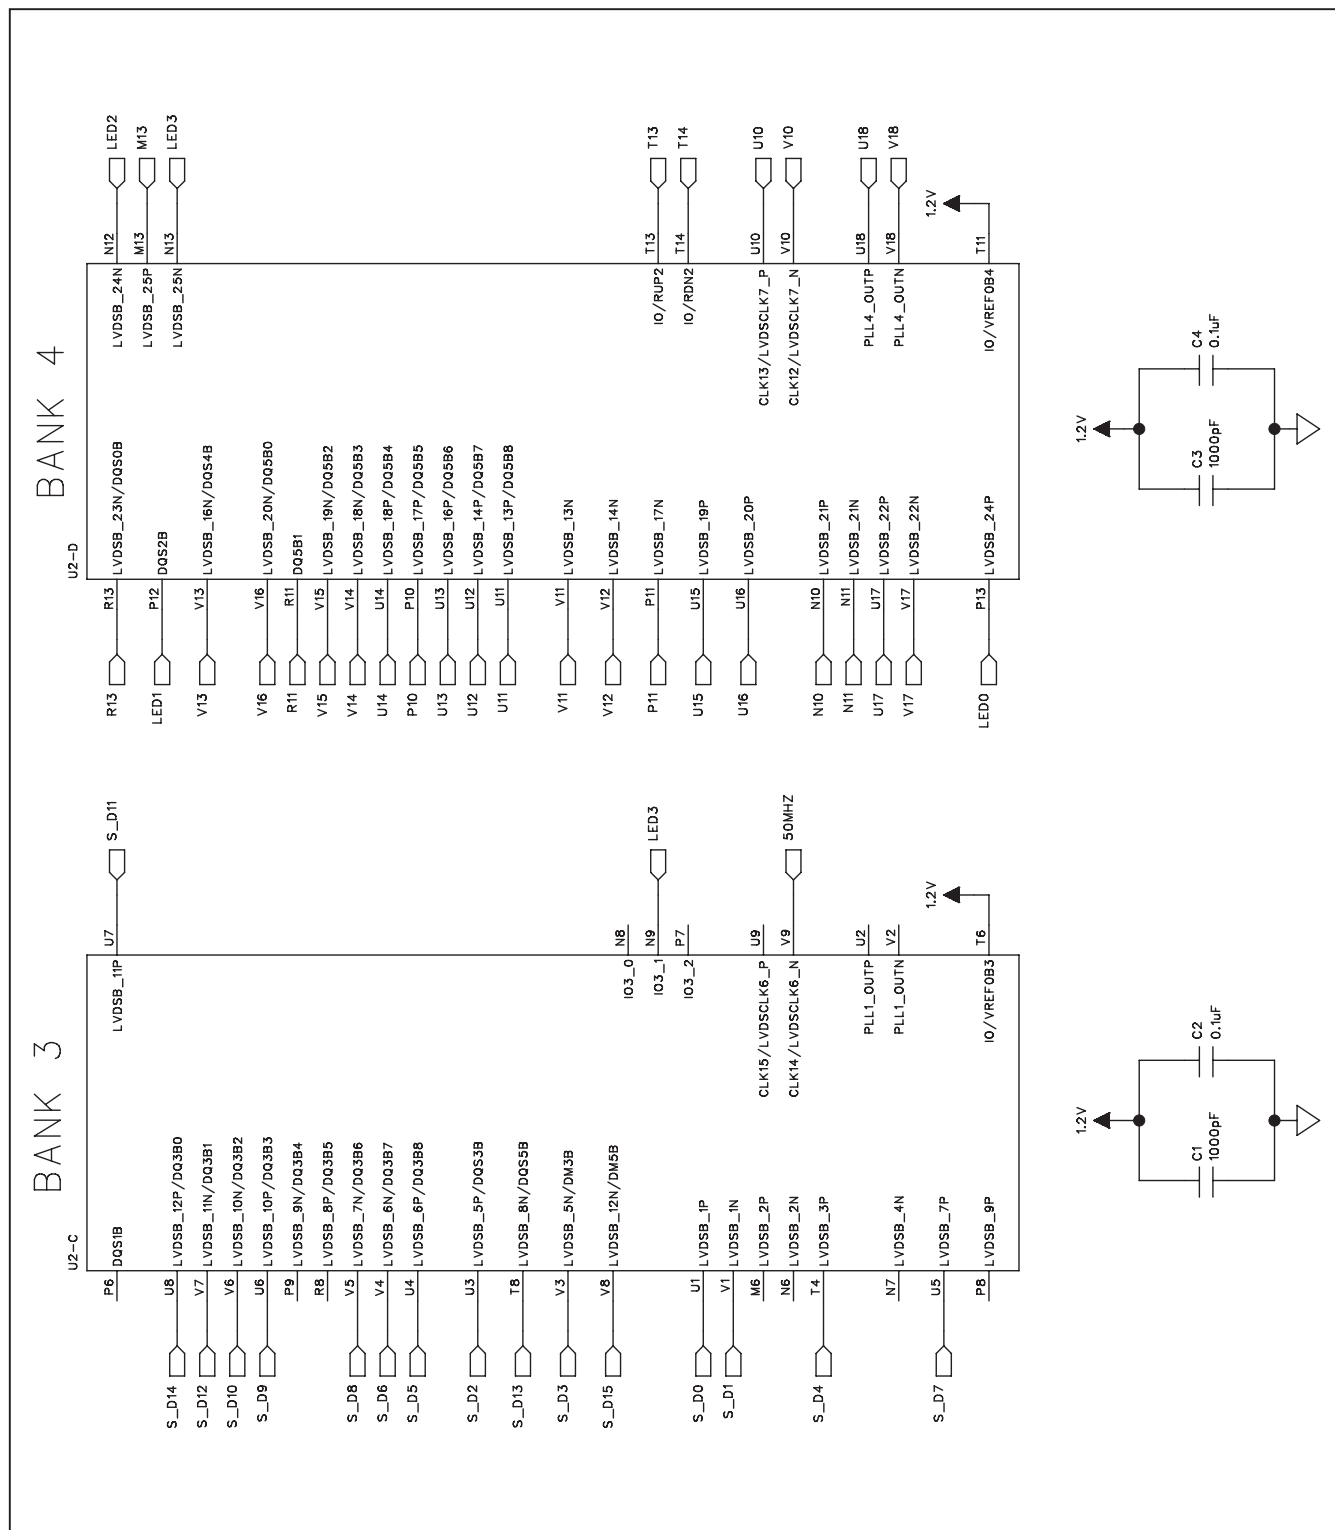 BANK 3
U2-C
P6 DQS1B
S_D14 U8 LVDSB_12P/DQ3B0
S_D12 V7 LVDSB_11N/DQ3B1
S_D10 V6 LVDSB_10N/DQ3B2
S_D9 U6 LVDSB_10P/DQ3B3
P9 LVDSB_9N/DQ3B4
R8 LVDSB_8P/DQ3B5
S_D8 V5 LVDSB_7N/DQ3B6
S_D6 V4 LVDSB_6N/DQ3B7
S_D5 U4 LVDSB_6P/DQ3B8
S_D2 U3 LVDSB_5P/DQS3B
S_D13 T8 LVDSB_8N/DQS5B
S_D3 V3 LVDSB_5N/DM3B
S_D15 V8 LVDSB_12N/DM5B
S_D0 U1 LVDSB_1P
S_D1 V1 LVDSB_1N
M6 LVDSB_2P
N6 LVDSB_2N
S_D4 T4 LVDSB_3P
N7 LVDSB_4N
S_D7 U5 LVDSB_7P
P8 LVDSB_9P
LVDSB_11P U7 S_D11
IO3_0 N8
IO3_1 N9 LED3
IO3_2 P7
CLK15/LVDSCLK6_P U9
CLK14/LVDSCLK6_N V9 50MHZ
PLL1_OUTP U2
PLL1_OUTN V2
IO/VREF0B3 T6
1.2V
1.2V
C1
1000pF
C2
0.1uF
BANK 4
U2-D
R13 R13 LVDSB_23N/DQS0B
LED1 P12 DQS2B
V13 V13 LVDSB_16N/DQS4B
V16 V16 LVDSB_20N/DQ5B0
R11 R11 DQ5B1
V15 V15 LVDSB_19N/DQ5B2
V14 V14 LVDSB_18N/DQ5B3
U14 U14 LVDSB_18P/DQ5B4
P10 P10 LVDSB_17P/DQ5B5
U13 U13 LVDSB_16P/DQ5B6
U12 U12 LVDSB_14P/DQ5B7
U11 U11 LVDSB_13P/DQ5B8
V11 V11 LVDSB_13N
V12 V12 LVDSB_14N
P11 P11 LVDSB_17N
U15 U15 LVDSB_19P
U16 U16 LVDSB_20P
N10 N10 LVDSB_21P
N11 N11 LVDSB_21N
U17 U17 LVDSB_22P
V17 V17 LVDSB_22N
LED0 P13 LVDSB_24P
LVDSB_24N N12 LED2
LVDSB_25P M13 M13
LVDSB_25N N13 LED3
IO/RUP2 T13 T13
IO/RDN2 T14 T14
CLK13/LVDSCLK7_P U10 U10
CLK12/LVDSCLK7_N V10 V10
PLL4_OUTP U18 U18
PLL4_OUTN V18 V18
IO/VREF0B4 T11
1.2V
1.2V
C3
1000pF
C4
0.1uF